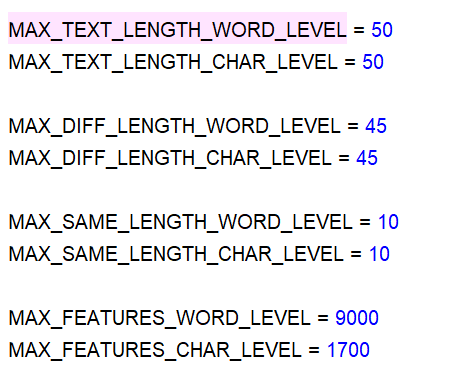 MAX_TEXT_LENGTH_WORD_LEVEL = 50
MAX_TEXT_LENGTH_CHAR_LEVEL = 50
MAX_DIFF_LENGTH_WORD_LEVEL = 45
MAX_DIFF_LENGTH_CHAR_LEVEL = 45
MAX_SAME_LENGTH_WORD_LEVEL = 10
MAX_SAME_LENGTH_CHAR_LEVEL = 10
MAX_FEATURES_WORD_LEVEL = 9000
MAX_FEATURES_CHAR_LEVEL = 1700